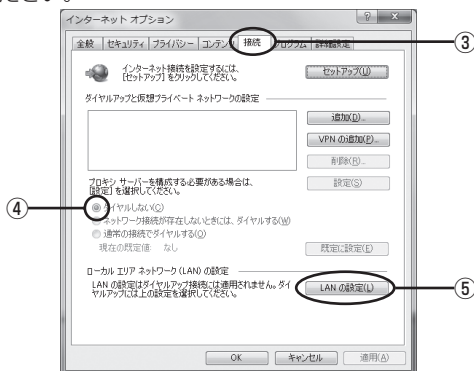 ださい。
インターネット オプション
全般 セキュリティ プライバシー コンテンツ 接続 プログラム 詳細設定
③
インターネット接続を設定するには、
[セットアップ] をクリックしてください。
セットアップ(U)
ダイヤルアップと仮想プライベート ネットワークの設定
追加(D)...
VPN の追加(P)...
削除(R)...
プロキシ サーバーを構成する必要がある場合は、
[設定] を選択してください。
設定(S)
④
ダイヤルしない(C)
ネットワーク接続が存在しないときには、ダイヤルする(W)
通常の接続でダイヤルする(O)
現在の既定値: なし
既定に設定(E)
ローカル エリア ネットワーク (LAN) の設定
LAN の設定はダイヤルアップ接続には適用されません。ダイ
ヤルアップには上の設定を選択してください。
LAN の設定(L)
⑤
OK キャンセル 適用(A)